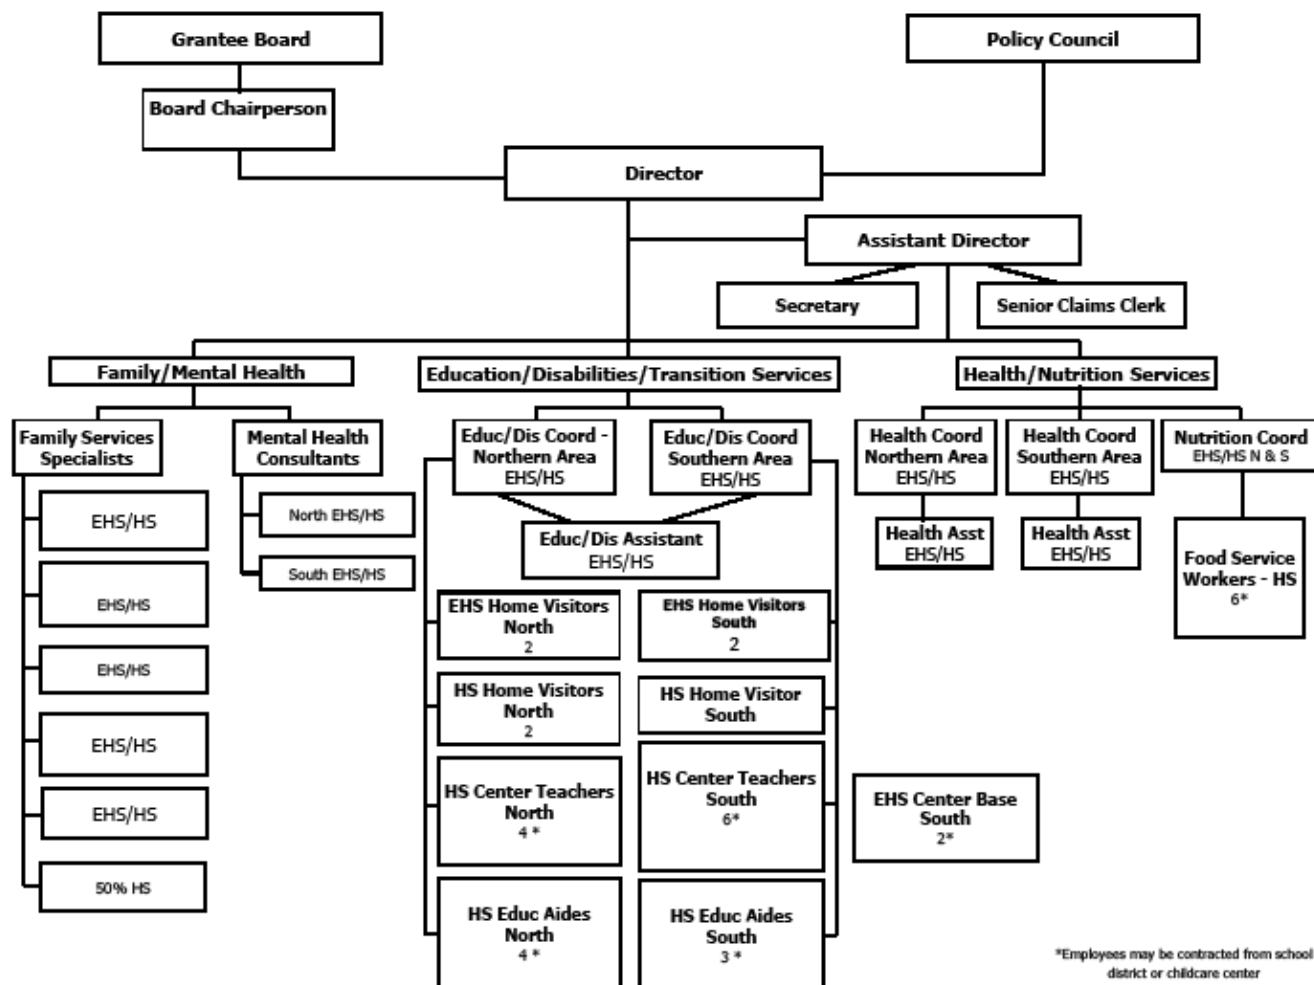 Grantee Board
Policy Council
Board Chairperson
Director
Assistant Director
Secretary
Senior Claims Clerk
Family/Mental Health
Education/Disabilities/Transition Services
Health/Nutrition Services
Family Services
Specialists
EHS/HS
EHS/HS
EHS/HS
EHS/HS
EHS/HS
50% HS
Mental Health
Consultants
North EHS/HS
South EHS/HS
Educ/Dis Coord -
Northern Area
EHS/HS
Educ/Dis Coord
Southern Area
EHS/HS
Educ/Dis Assistant
EHS/HS
EHS Home Visitors
North
2
HS Home Visitors
North
2
HS Center Teachers
North
4 *
HS Educ Aides
North
4 *
EHS Home Visitors
South
2
HS Home Visitor
South
HS Center Teachers
South
6*
HS Educ Aides
South
3 *
EHS Center Base
South
2*
Health Coord
Northern Area
EHS/HS
Health Asst
EHS/HS
Health Coord
Southern Area
EHS/HS
Health Asst
EHS/HS
Nutrition Coord
EHS/HS N & S
Food Service
Workers - HS
6*
*Employees may be contracted from school
district or childcare center